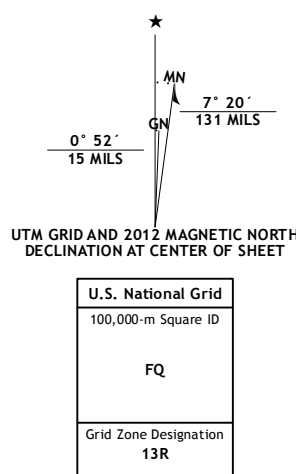 ★
MN
GN
7° 20´
131 MILS
0° 52´
15 MILS
UTM GRID AND 2012 MAGNETIC NORTH
DECLINATION AT CENTER OF SHEET
U.S. National Grid
100,000-m Square ID
FQ
Grid Zone Designation
13R